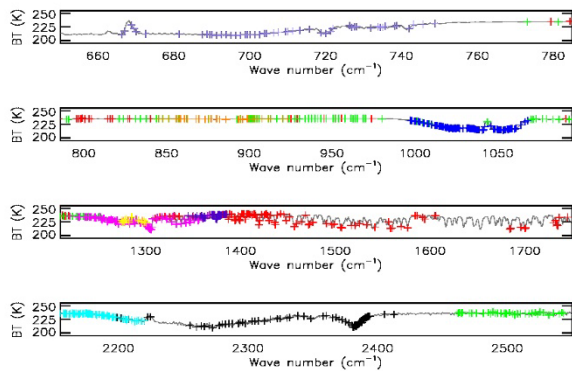 BT (K)
250
225
200
660 680 700 720 740 760 780
Wave number (cm⁻¹)
BT (K)
250
225
200
800 850 900 950 1000 1050
Wave number (cm⁻¹)
BT (K)
250
225
200
1300 1400 1500 1600 1700
Wave number (cm⁻¹)
BT (K)
250
225
200
2200 2300 2400 2500
Wave number (cm⁻¹)